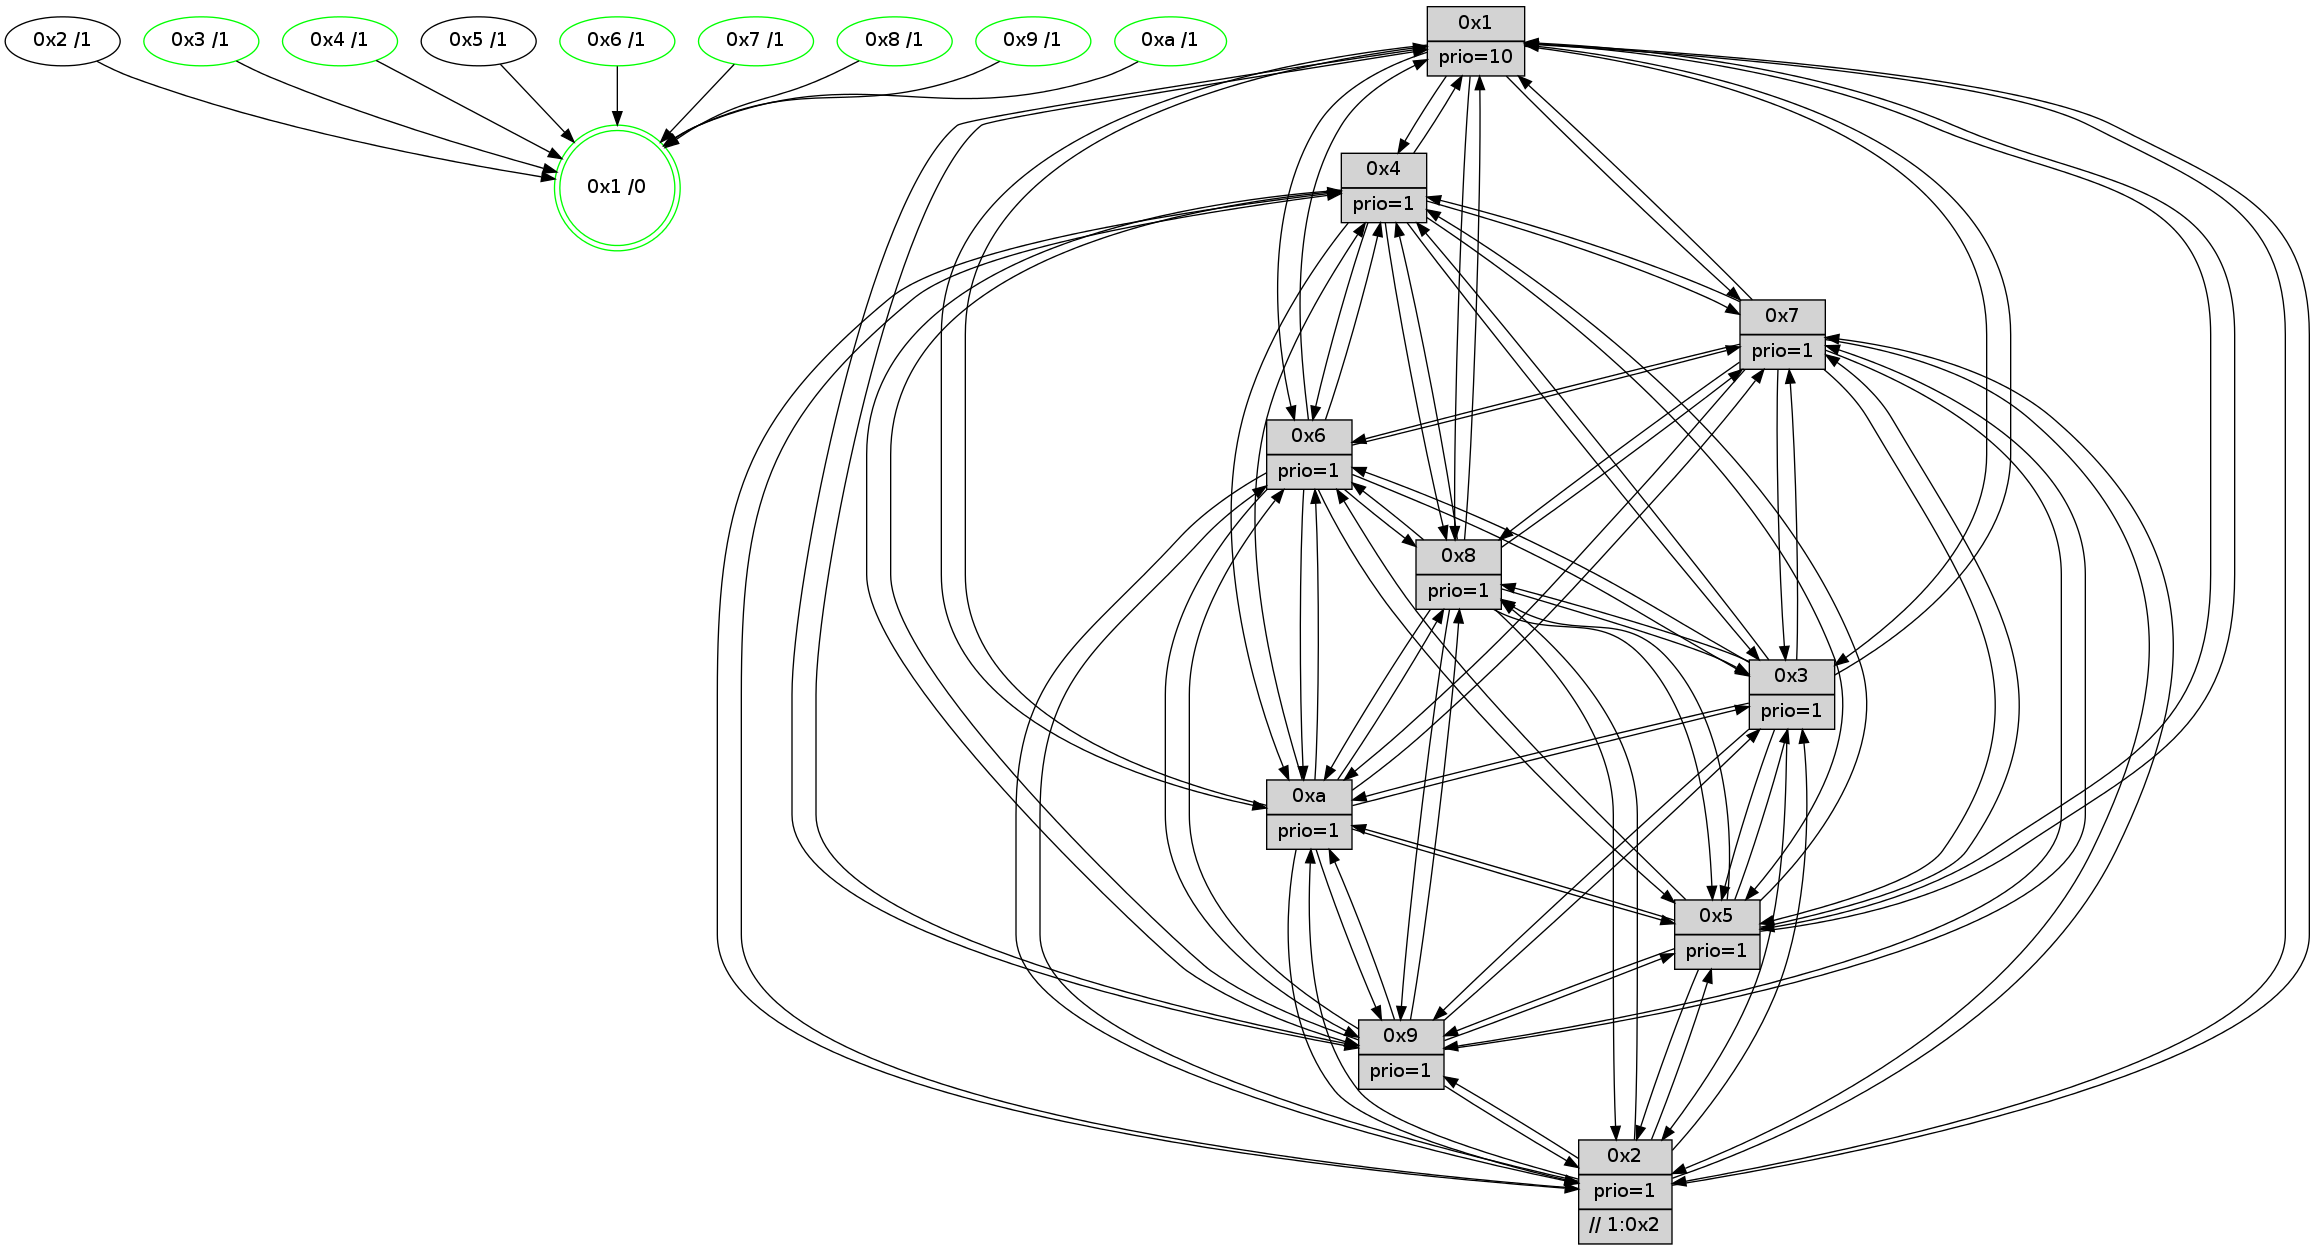 0x2 /1
0x3 /1
0x4 /1
0x5 /1
0x6 /1
0x7 /1
0x8 /1
0x9 /1
0xa /1
0x1 /0
0x1
prio=10
0x4
prio=1
0x7
prio=1
0x6
prio=1
0x8
prio=1
0x3
prio=1
0xa
prio=1
0x5
prio=1
0x9
prio=1
0x2
prio=1
// 1:0x2